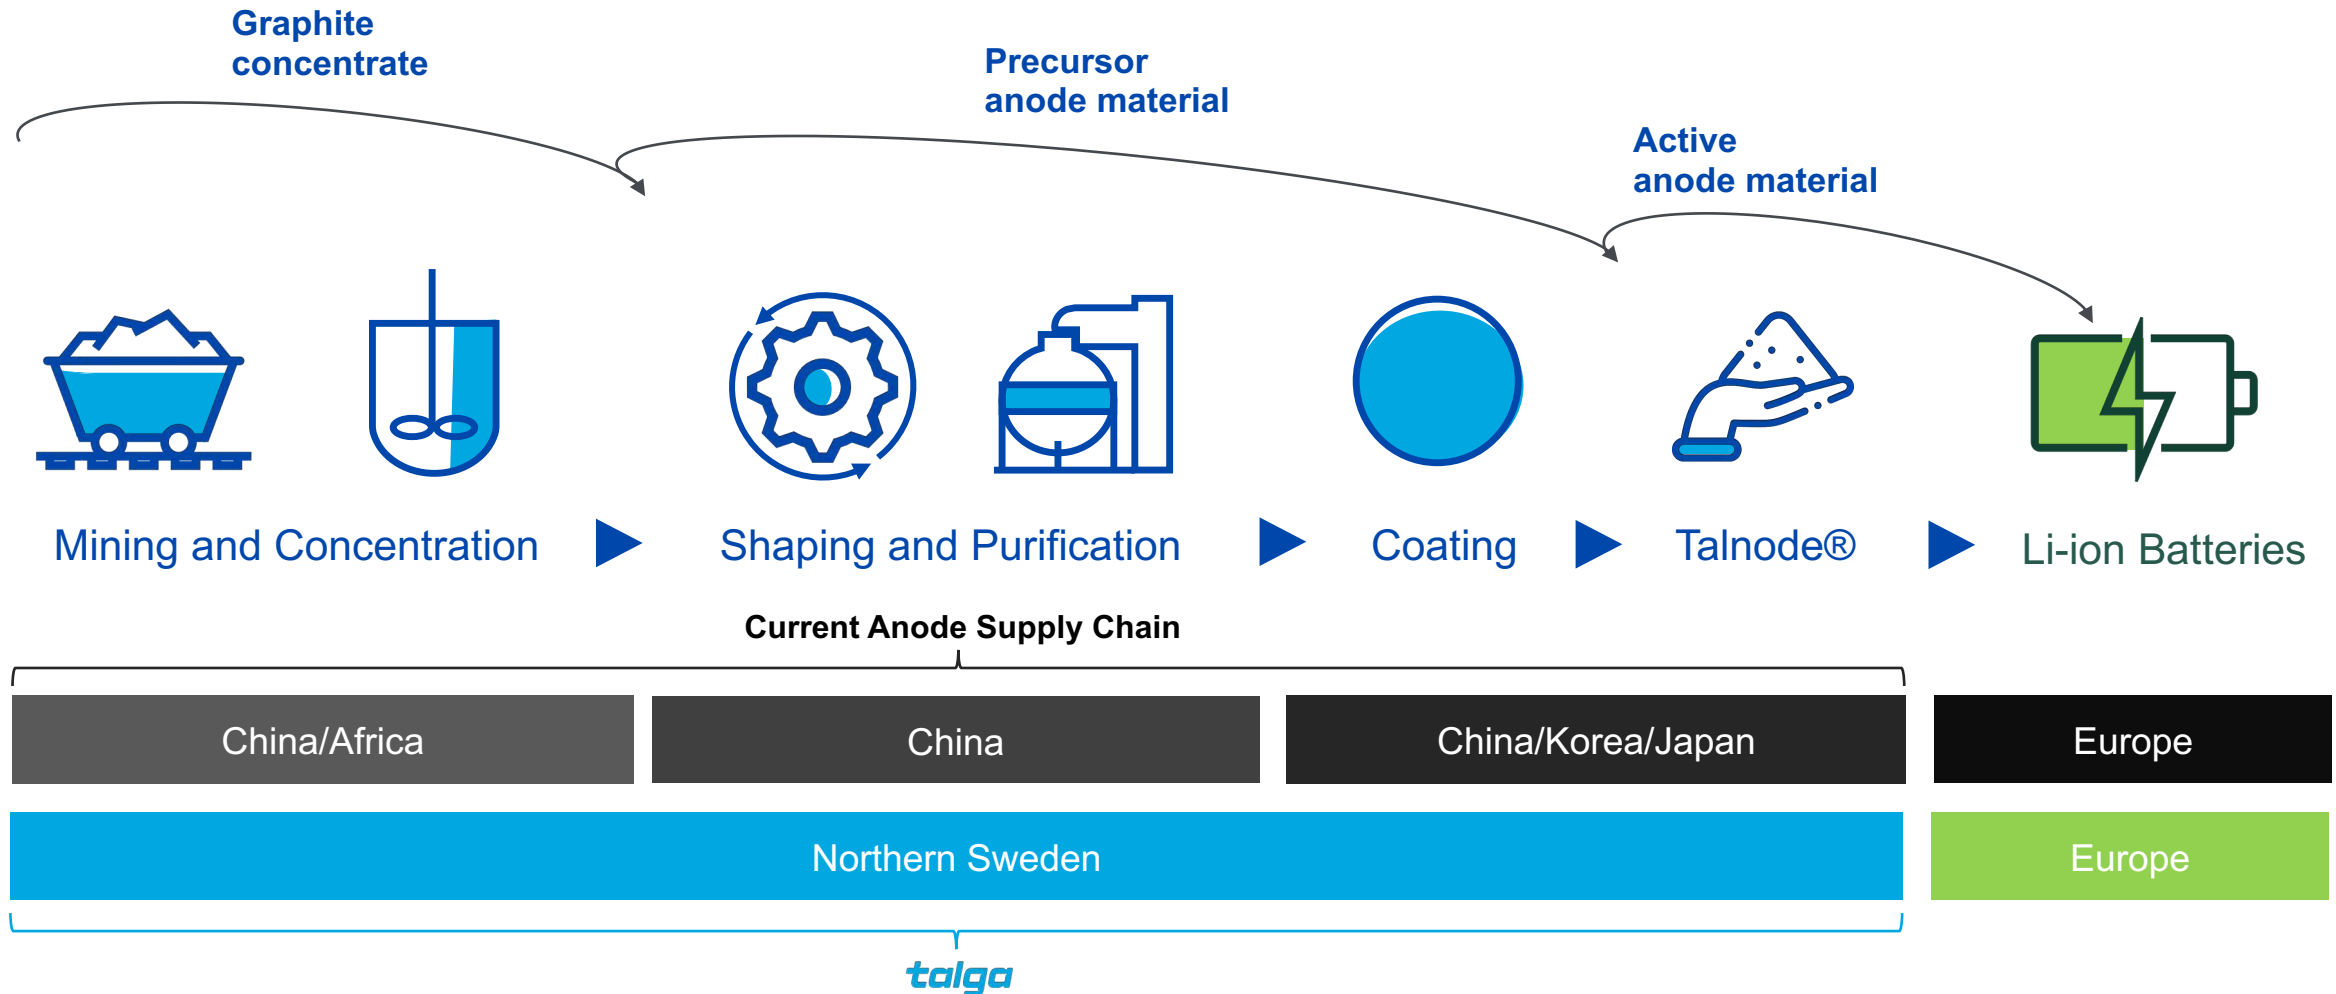 Graphite
concentrate
Precursor
anode material
Active
anode material
Mining and Concentration
Shaping and Purification
Coating
Talnode®
Li-ion Batteries
Current Anode Supply Chain
China/Africa
China
China/Korea/Japan
Europe
Northern Sweden
Europe
talga